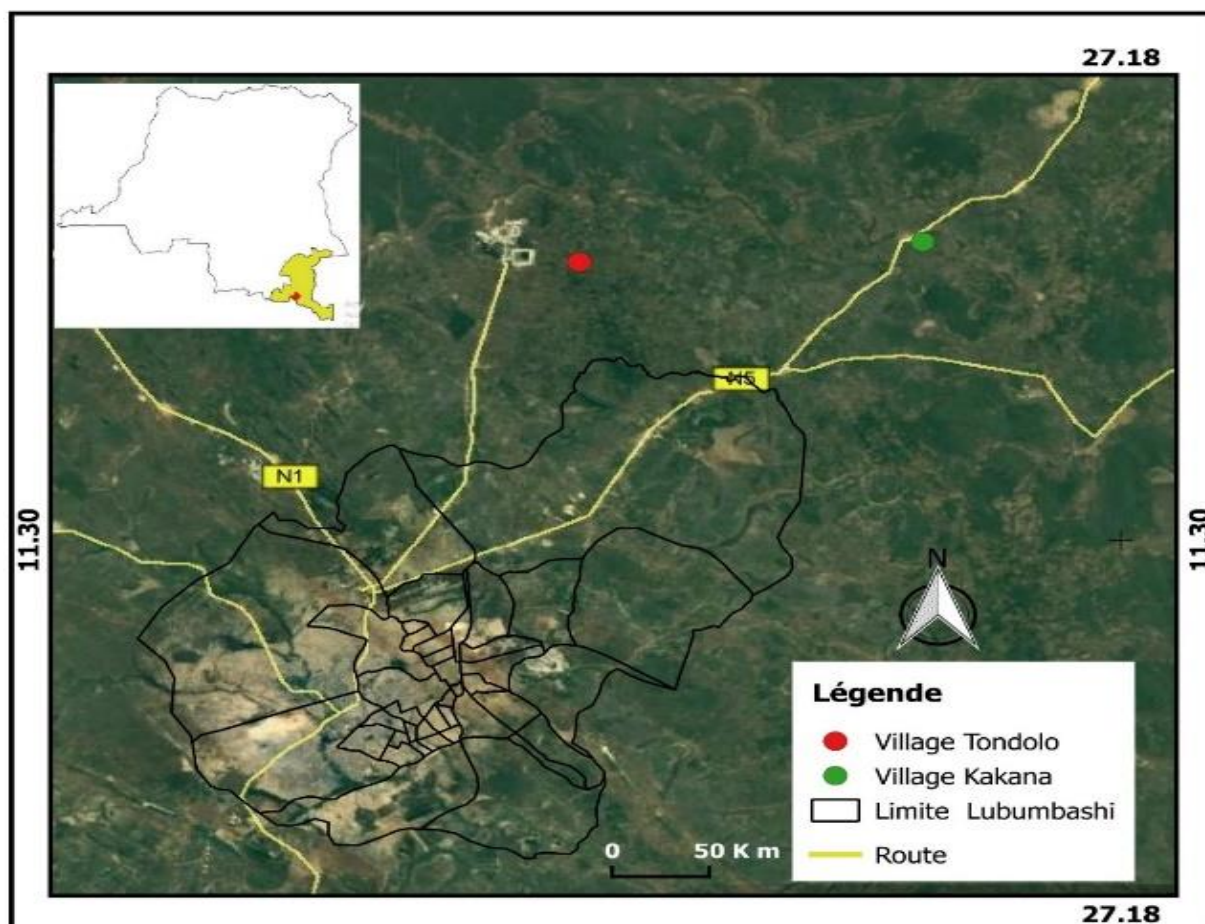 27.18
N5
N1
11.30
11.30
N
Légende
Village Tondolo
Village Kakana
Limite Lubumbashi
Route
0 50 K m
27.18